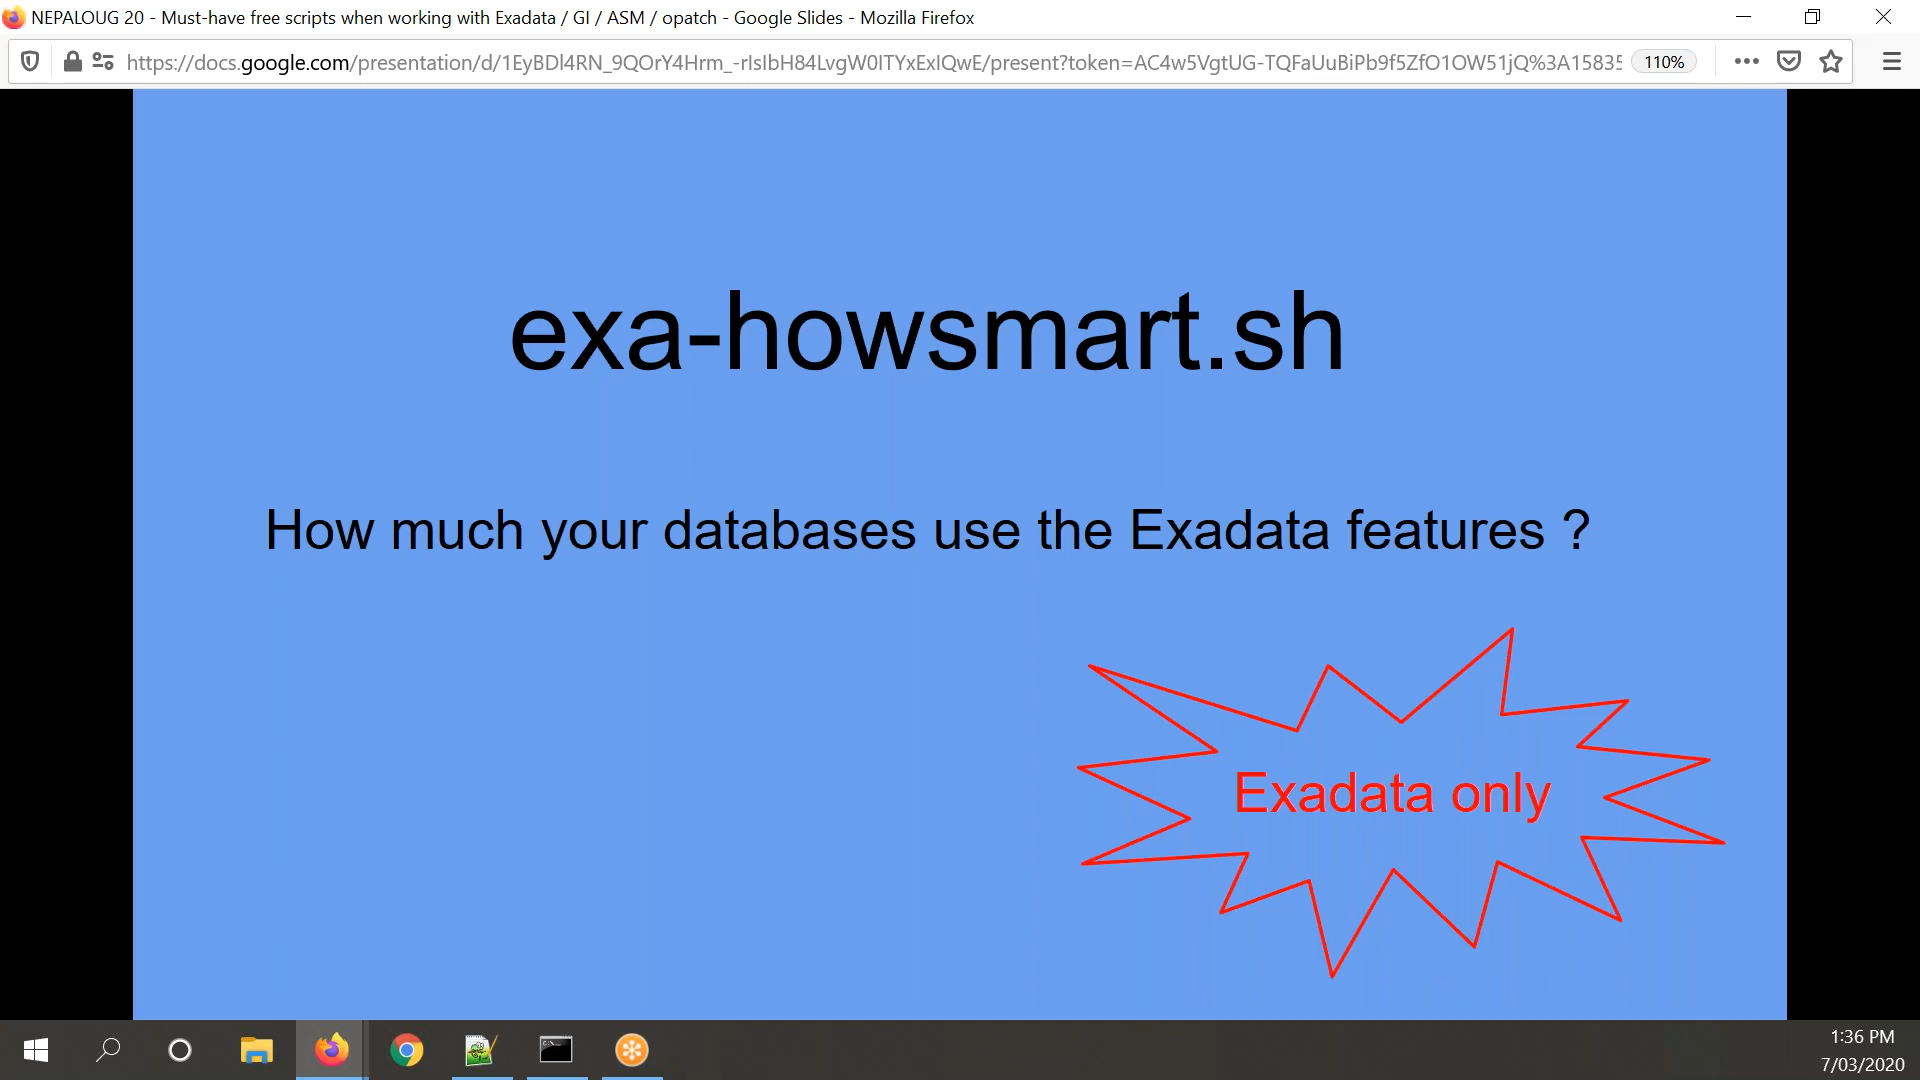 NEPALOUG 20 - Must-have free scripts when working with Exadata / GI / ASM / opatch - Google Slides - Mozilla Firefox
https://docs.google.com/presentation/d/1EyBDl4RN_9QOrY4Hrm_-rIsIbH84LvgW0ITYxExIQwE/present?token=AC4w5VgtUG-TQFaUuBiPb9f5ZfO1OW51jQ%3A15835
110%
exa-howsmart.sh
How much your databases use the Exadata features ?
Exadata only
1:36 PM
7/03/2020